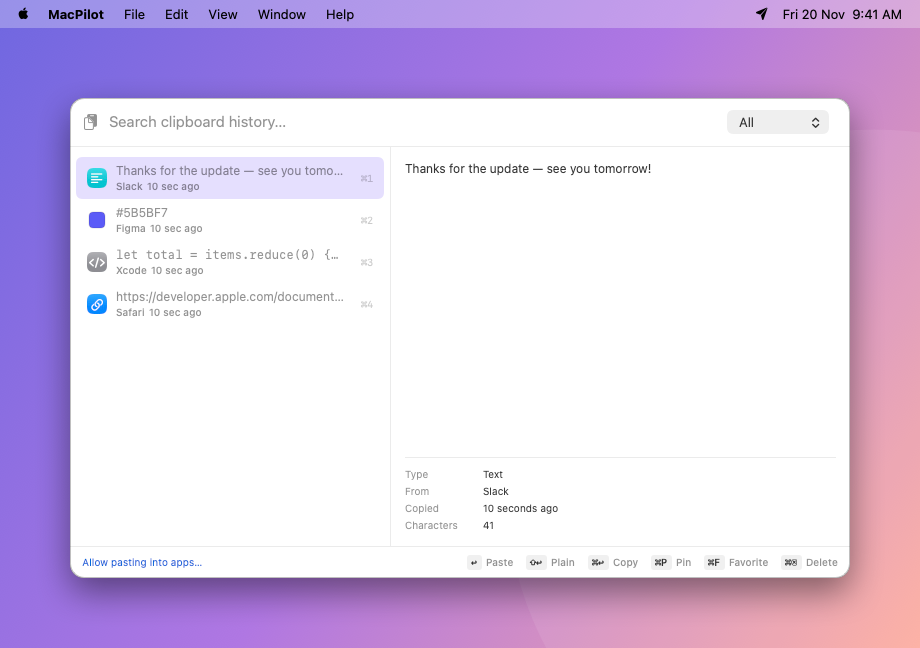 MacPilot File Edit View Window Help Fri 20 Nov 9:41 AM
Search clipboard history...
All
Thanks for the update — see you tomo...
Slack 10 sec ago
⌘1
#5B5BF7
Figma 10 sec ago
⌘2
let total = items.reduce(0) {…
Xcode 10 sec ago
⌘3
https://developer.apple.com/document...
Safari 10 sec ago
⌘4
Thanks for the update — see you tomorrow!
Type Text
From Slack
Copied 10 seconds ago
Characters 41
Allow pasting into apps...
↩ Paste ⇧↩ Plain ⌘↩ Copy ⌘P Pin ⌘F Favorite ⌘⌫ Delete